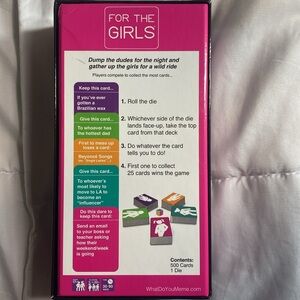 FOR THE
GIRLS
Dump the dudes for the night and
gather up the girls for a wild ride
Players compete to collect the most cards...
Keep this card...
If you've ever
gotten a
Brazilian wax
Give this card...
To whoever has
the hottest dad
First to mess up
loses a card:
Beyoncé Songs
Give this card...
To whoever's
most likely to
move to LA to
become an
"influencer"
Do this dare to
keep this card:
Send an email to
your boss or
teacher asking
how their
weekend/week
is going
1. Roll the die
2. Whichever side of the die
lands face-up, take the top
card from that deck
3. Do whatever the card
tells you to do!
4. First one to collect
25 cards wins the game
Contents:
500 Cards
1 Die
WhatDoYouMeme.com